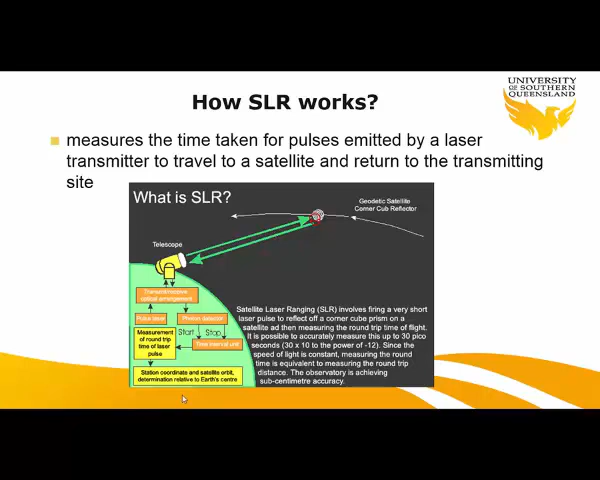 UNIVERSITY
OF SOUTHERN
QUEENSLAND
How SLR works?
measures the time taken for pulses emitted by a laser
transmitter to travel to a satellite and return to the transmitting
site
What is SLR?
Geodetic Satellite
Corner Cub Reflector
Telescope
optical arrangement
Pulse laser
Photon detector
Start
Stop
Time interval unit
Measurement
of round trip
time of laser
pulse
Station coordinate and satellite orbit,
determination relative to Earth's centre
Satellite Laser Ranging (SLR) involves firing a very short
laser pulse to reflect off a corner cube prism on a
satellite ad then measuring the round trip time of flight.
It is possible to accurately measure this up to 30 pico
seconds (30 x 10 to the power of -12). Since the
speed of light is constant, measuring the round
time is equivalent to measuring the round trip
distance. The observatory is achieving
sub-centimetre accuracy.